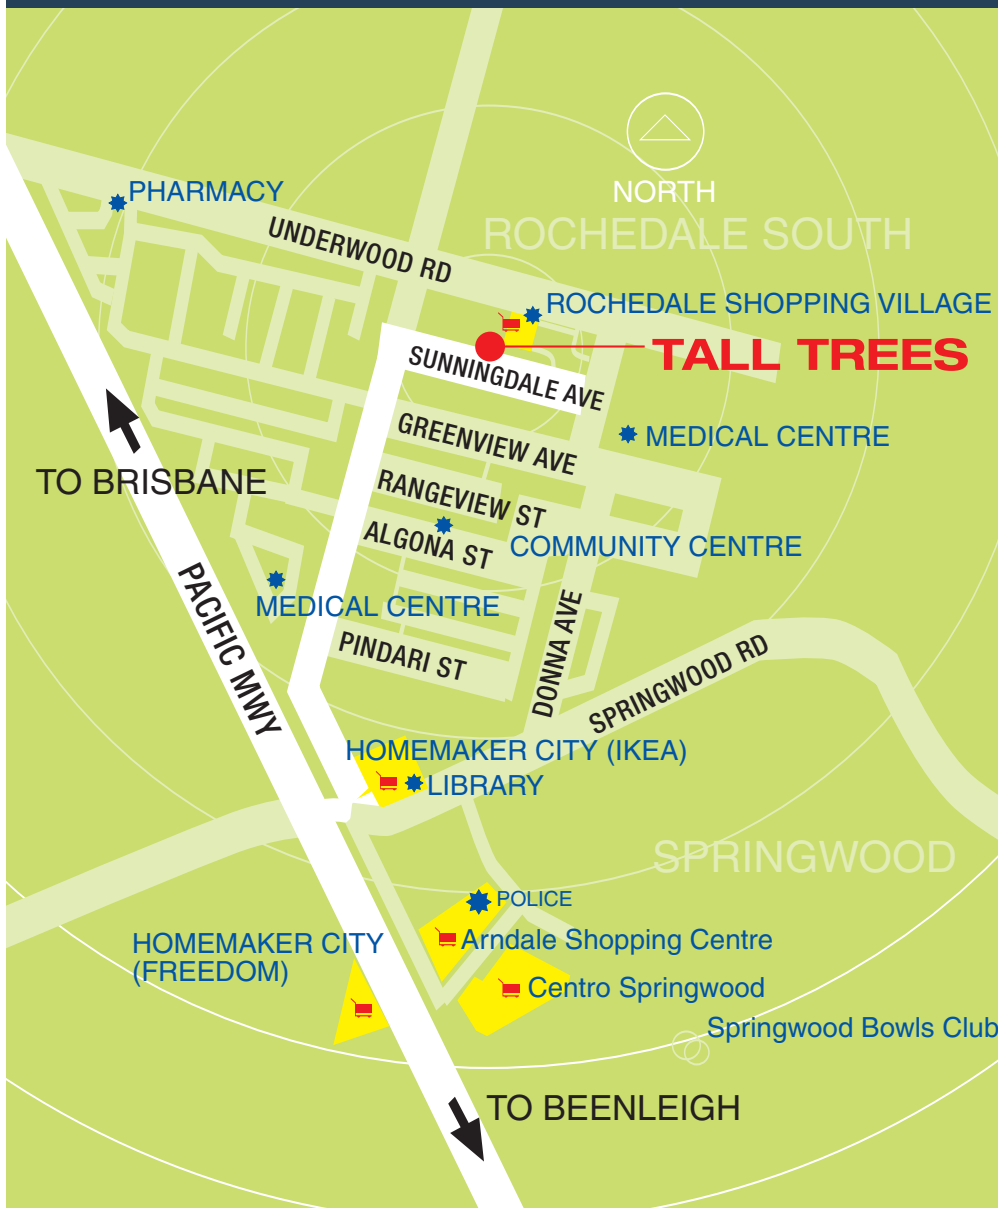 NORTH
PHARMACY
ROCHEDALE SOUTH
UNDERWOOD RD
ROCHEDALE SHOPPING VILLAGE
TALL TREES
SUNNINGDALE AVE
GREENVIEW AVE
MEDICAL CENTRE
TO BRISBANE
RANGEVIEW ST
ALGONA ST
COMMUNITY CENTRE
MEDICAL CENTRE
PACIFIC MWY
PINDARI ST
DONNA AVE
SPRINGWOOD RD
HOMEMAKER CITY (IKEA)
LIBRARY
SPRINGWOOD
POLICE
Arndale Shopping Centre
HOMEMAKER CITY
(FREEDOM)
Centro Springwood
Springwood Bowls Club
TO BEENLEIGH